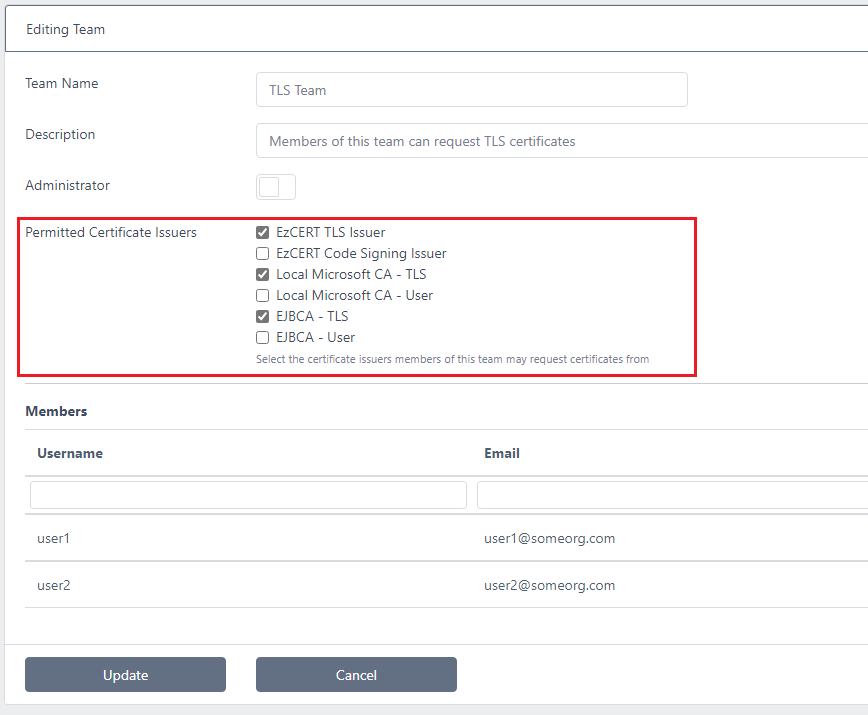 Editing Team
Team Name
TLS Team
Description
Members of this team can request TLS certificates
Administrator
Permitted Certificate Issuers
EzCERT TLS Issuer
EzCERT Code Signing Issuer
Local Microsoft CA - TLS
Local Microsoft CA - User
EJBCA - TLS
EJBCA - User
Select the certificate issuers members of this team may request certificates from
Members
Username Email
user1 user1@someorg.com
user2 user2@someorg.com
Update Cancel